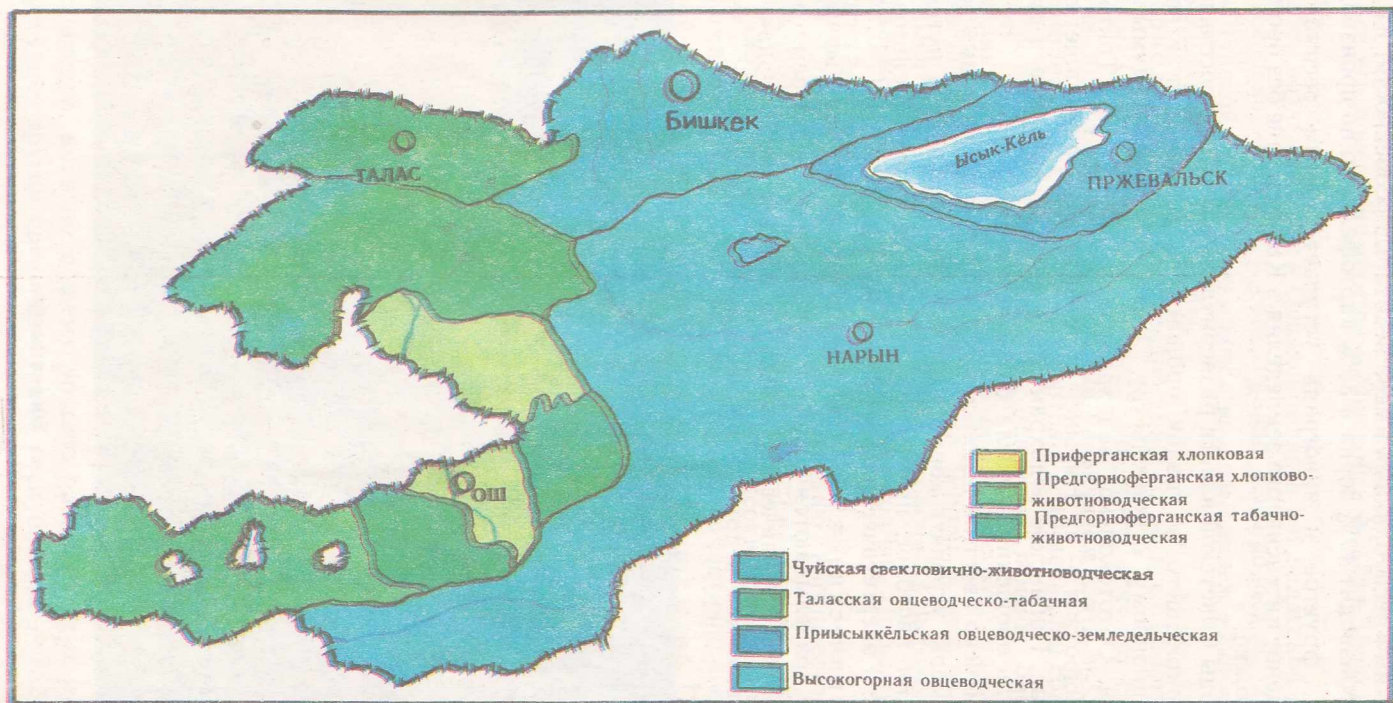 Бишкек
ТАЛАС
Ысык-Кёль
ПРЖЕВАЛЬСК
НАРЫН
ОШ
Приферганская хлопковая
Предгорноферганская хлопково-
животноводческая
Предгорноферганская табачно-
животноводческая
Чуйская свекловично-животноводческая
Таласская овцеводческо-табачная
Приысыккёльская овцеводческо-земледельческая
Высокогорная овцеводческая